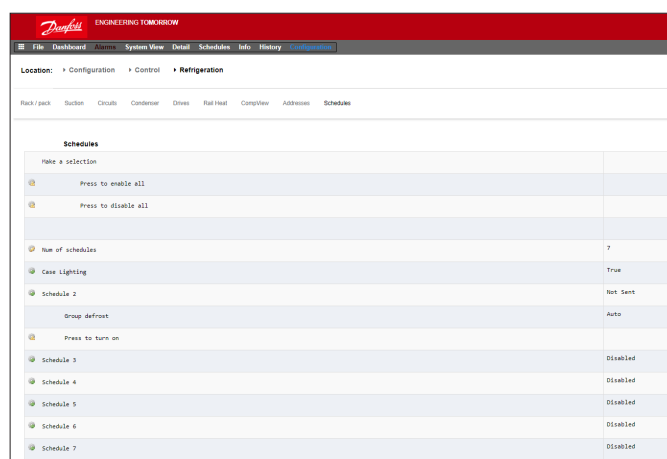 Danfoss ENGINEERING TOMORROW
File Dashboard Alarms System View Detail Schedules Info History Configuration
Location: Configuration Control Refrigeration
Rack / pack Suction Circuits Condenser Drives Rail Heat CompView Addresses Schedules
Schedules
Make a selection
Press to enable all
Press to disable all
Num of schedules 7
Case Lighting True
Schedule 2 Not Sent
Group defrost Auto
Press to turn on
Schedule 3 Disabled
Schedule 4 Disabled
Schedule 5 Disabled
Schedule 6 Disabled
Schedule 7 Disabled